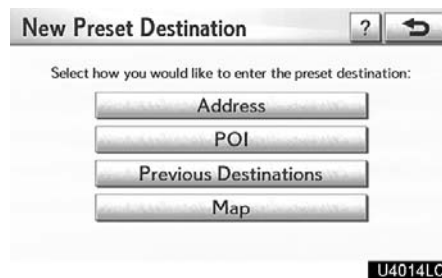 New Preset Destination ?
Select how you would like to enter the preset destination:
Address
POI
Previous Destinations
Map
U4014LC